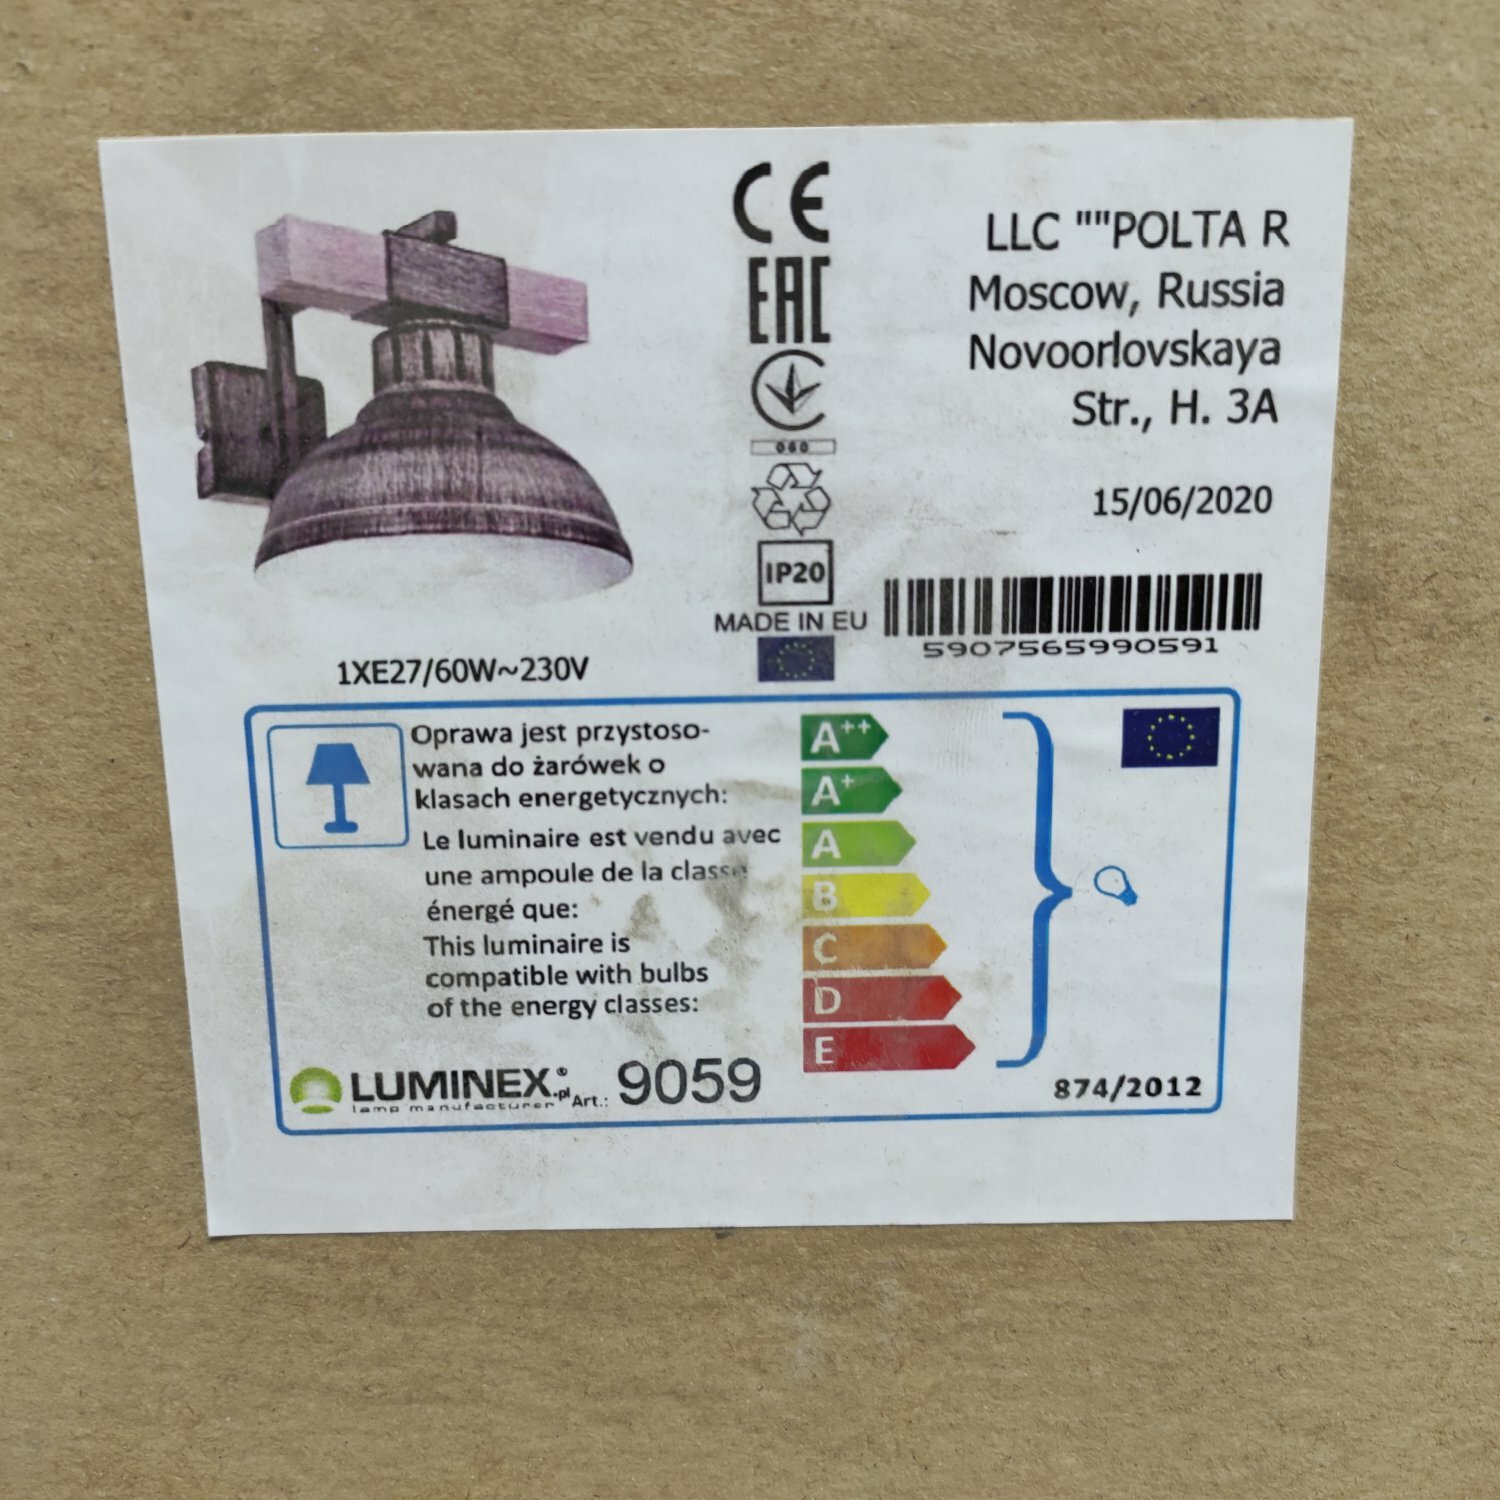 CE
EAC
060
IP20
MADE IN EU
LLC ""POLTA R
Moscow, Russia
Novoorlovskaya
Str., H. 3A
15/06/2020
5907565990591
1XE27/60W~230V
Oprawa jest przystoso-
wana do żarówek o
klasach energetycznych:
Le luminaire est vendu avec
une ampoule de la classe
énergé que:
This luminaire is
compatible with bulbs
of the energy classes:
A++
A+
A
B
C
D
E
LUMINEX®.pl Art.: 9059
lamp manufacturer
874/2012